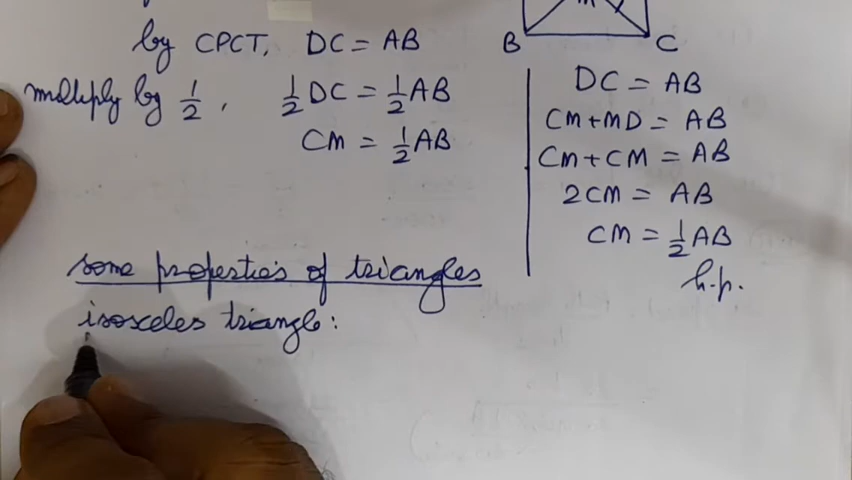 m
B C
by CPCT, DC = AB
multiply by 1/2, 1/2 DC = 1/2 AB
CM = 1/2 AB
DC = AB
CM + MD = AB
CM + CM = AB
2CM = AB
CM = 1/2 AB
h.p.
some properties of triangles
isosceles triangle: